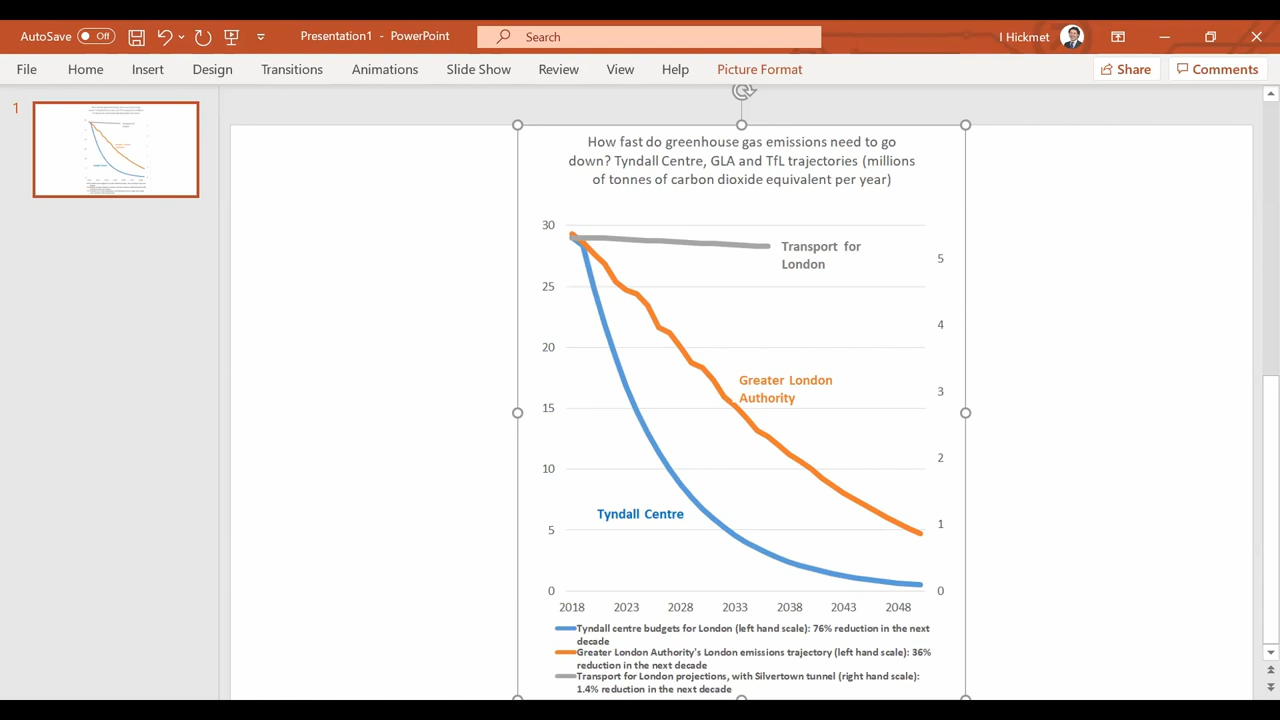 AutoSave Off Presentation1 - PowerPoint Search I Hickmet
File Home Insert Design Transitions Animations Slide Show Review View Help Picture Format Share Comments
1
How fast do greenhouse gas emissions need to go
down? Tyndall Centre, GLA and TfL trajectories (millions
of tonnes of carbon dioxide equivalent per year)
30
Transport for
London
5
25
4
20
3
Greater London
Authority
15
2
10
Tyndall Centre
1
5
0 0
2018 2023 2028 2033 2038 2043 2048
Tyndall centre budgets for London (left hand scale): 76% reduction in the next
decade
Greater London Authority's London emissions trajectory (left hand scale): 36%
reduction in the next decade
Transport for London projections, with Silvertown tunnel (right hand scale):
1.4% reduction in the next decade